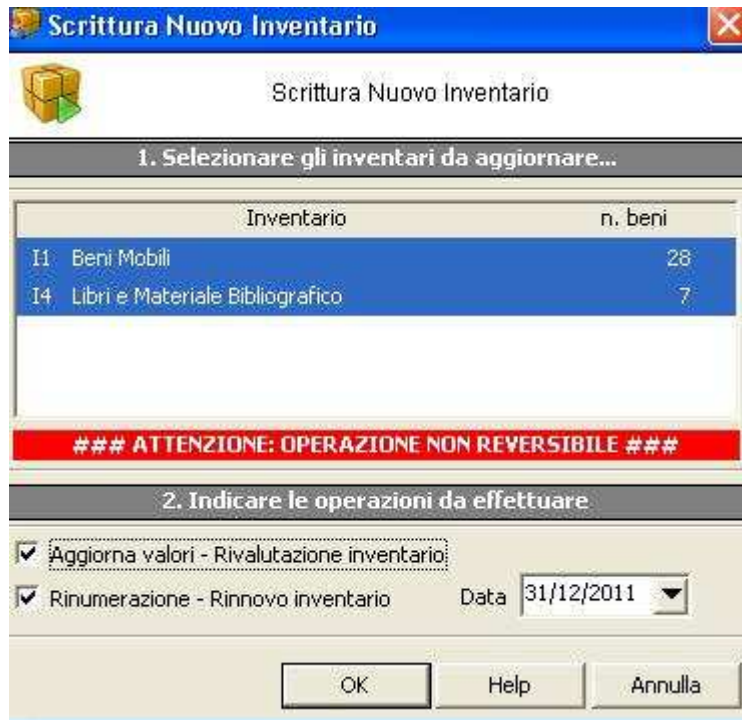 Scrittura Nuovo Inventario
Scrittura Nuovo Inventario
1. Selezionare gli inventari da aggiornare...
Inventario n. beni
I1 Beni Mobili 28
I4 Libri e Materiale Bibliografico 7
### ATTENZIONE: OPERAZIONE NON REVERSIBILE ###
2. Indicare le operazioni da effettuare
Aggiorna valori - Rivalutazione inventario
Rinumerazione - Rinnovo inventario Data 31/12/2011
OK Help Annulla